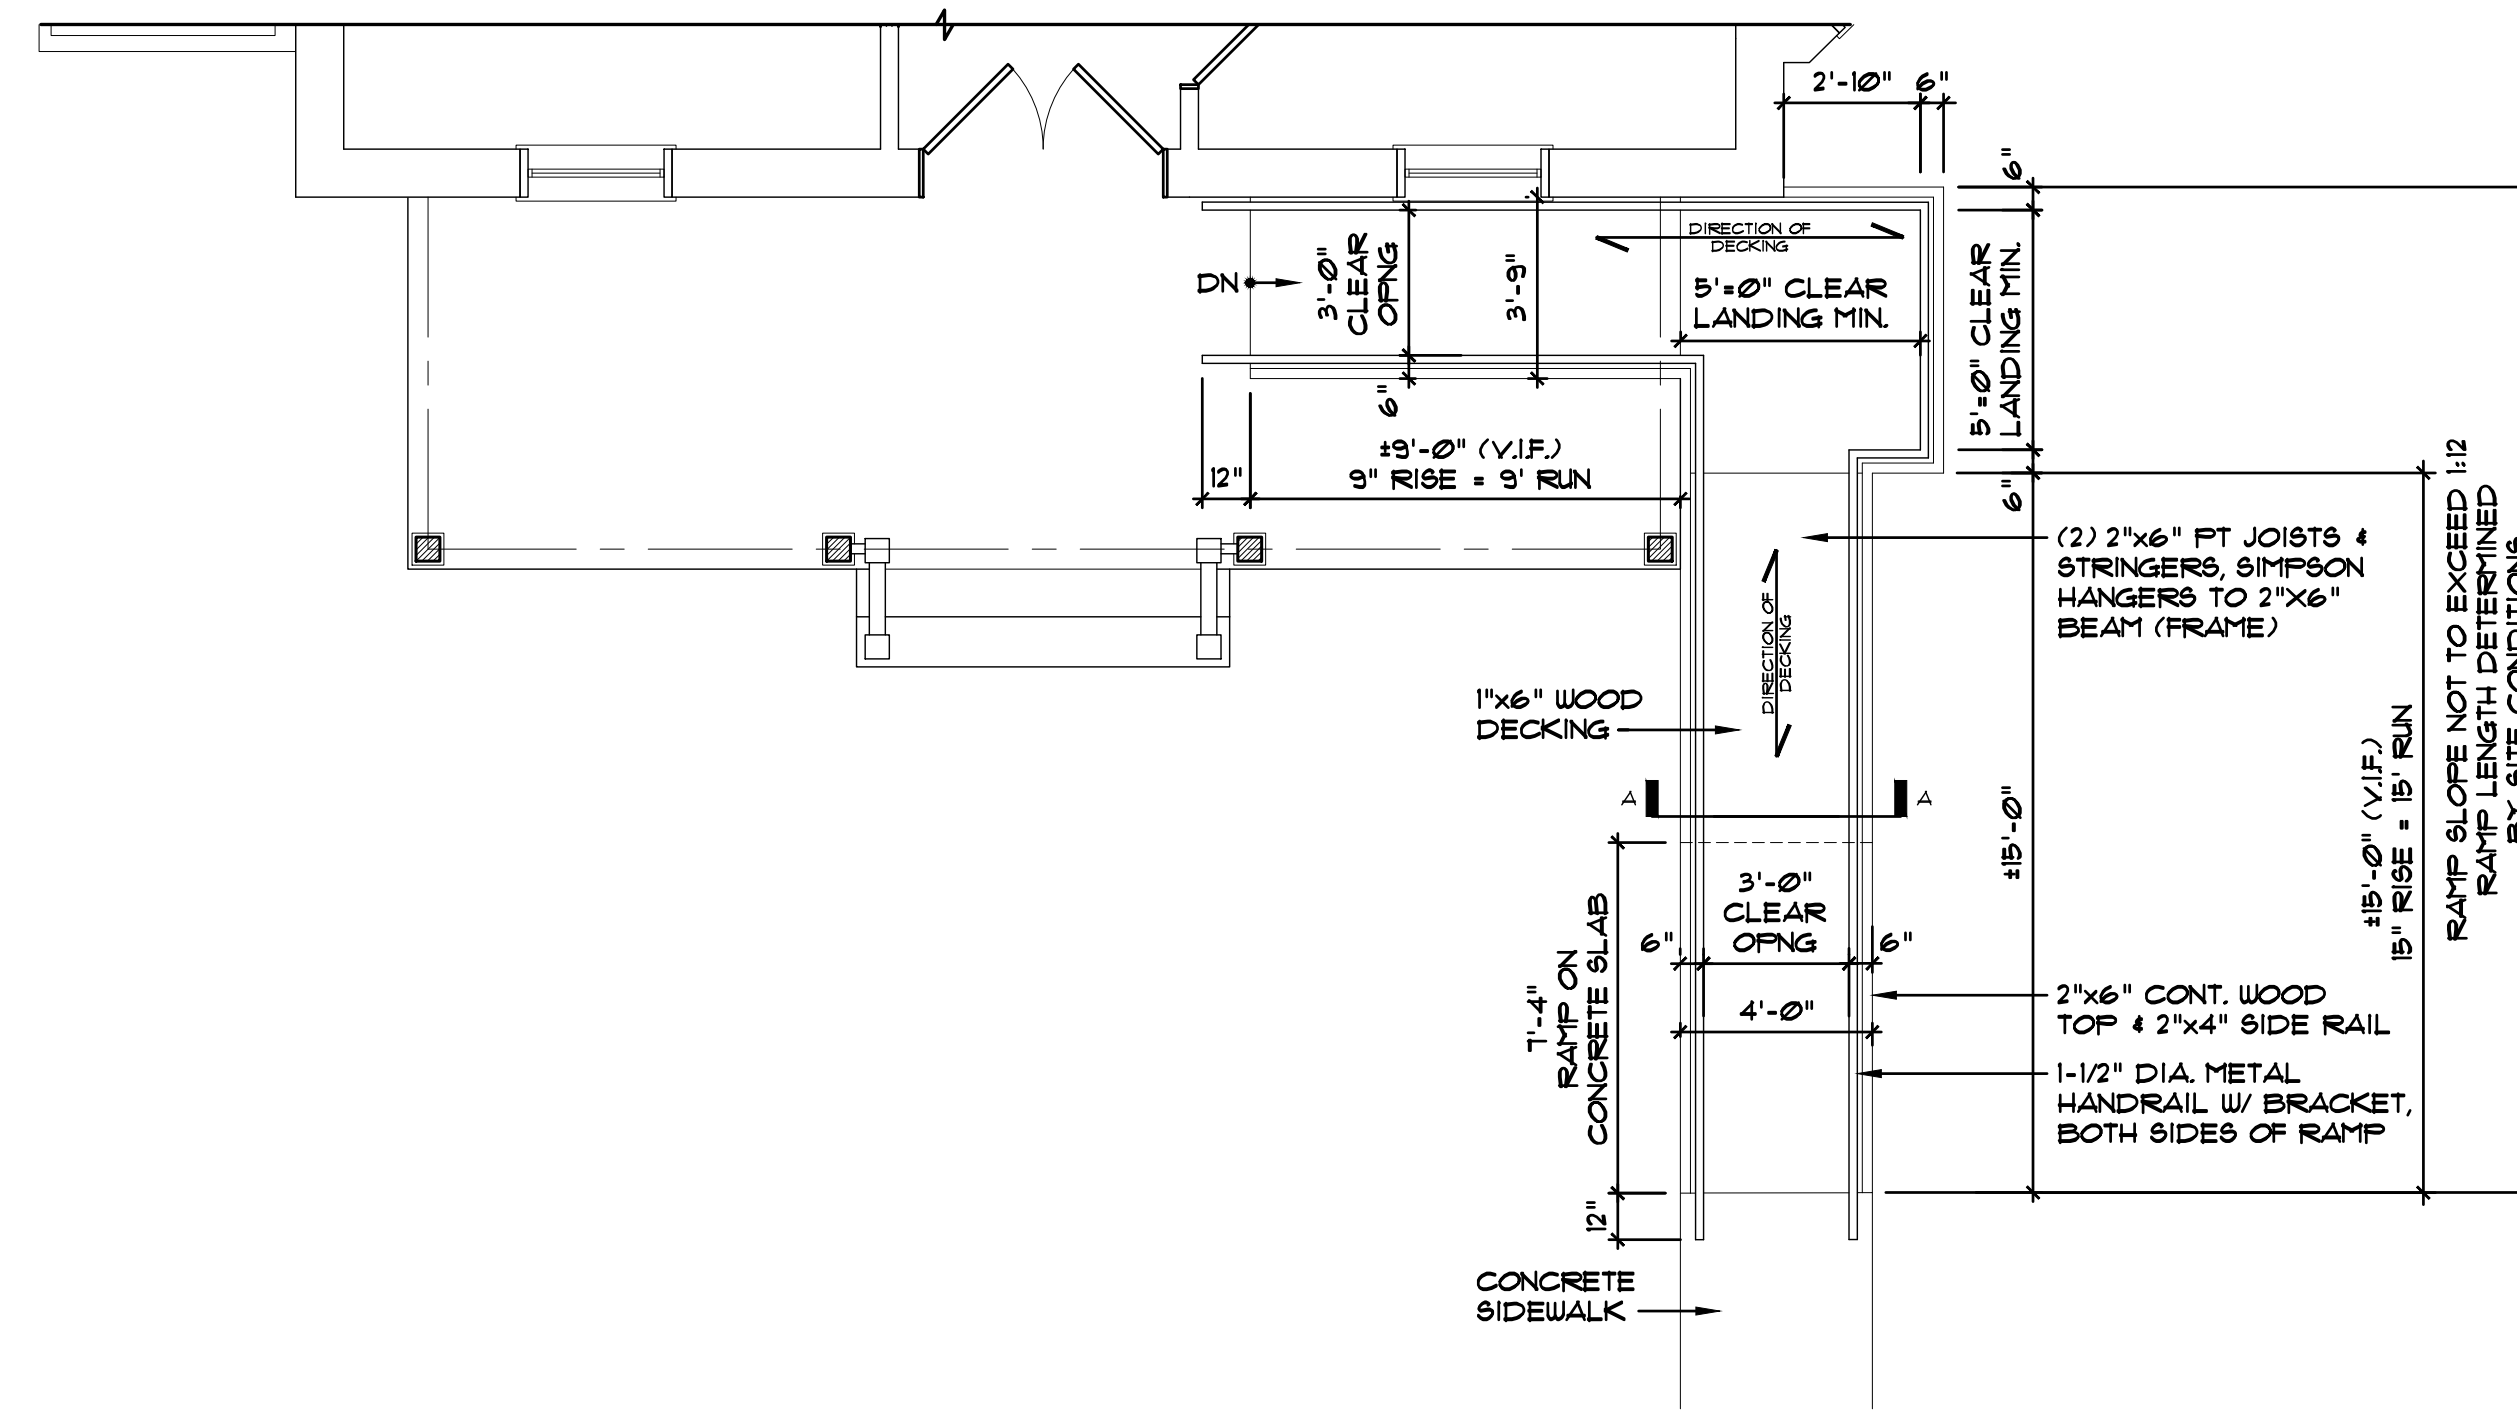 2'-10" 6"
6"
DIRECTION OF
DECKING
DN
3'-0"
CLEAR
OPNG
3'-9"
5'=0" CLEAR
LANDING MIN.
5'=0" CLEAR
LANDING MIN.
6"
±9'-0" (V.I.F.)
12"
9" RISE = 9' RUN
6"
(2) 2"x6" PT JOISTS &
STRINGERS, SIMPSON
HANGERS TO 2"X6"
BEAM (FRAME)
DIRECTION OF
DECKING
1"x6" WOOD
DECKING
A
A
±15'-0"
±15'-0" (V.I.F.)
15" RISE = 15' RUN
RAMP SLOPE NOT TO EXCEED 1:12
RAMP LENGTH DETERMINED
BY SITE CONDITIONS
3'-0"
CLEAR
OPNG
6"
6"
4'-0"
7'-4"
RAMP ON
CONCRETE SLAB
2"x6" CONT. WOOD
TOP & 2"x4" SIDE RAIL
1-1/2" DIA. METAL
HANDRAIL W/ BRACKET,
BOTH SIDES OF RAMP
12"
CONCRETE
SIDEWALK